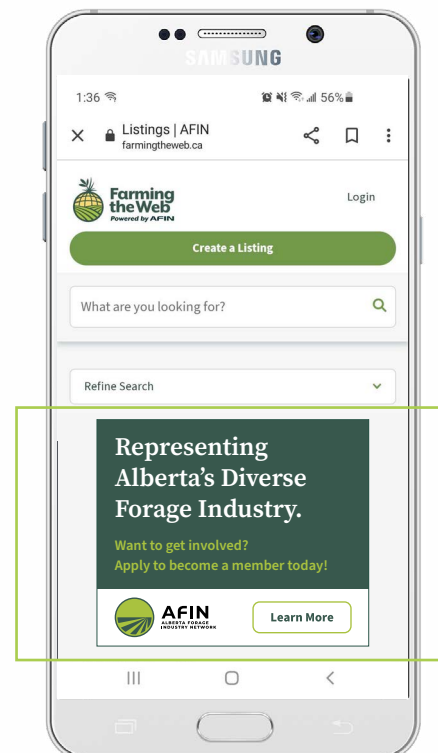 SAMSUNG
1:36
56%
Listings | AFIN
farmingtheweb.ca
Farming
the Web
Powered by AFIN
Login
Create a Listing
What are you looking for?
Refine Search
Representing
Alberta's Diverse
Forage Industry.
Want to get involved?
Apply to become a member today!
AFIN
ALBERTA FORAGE
INDUSTRY NETWORK
Learn More